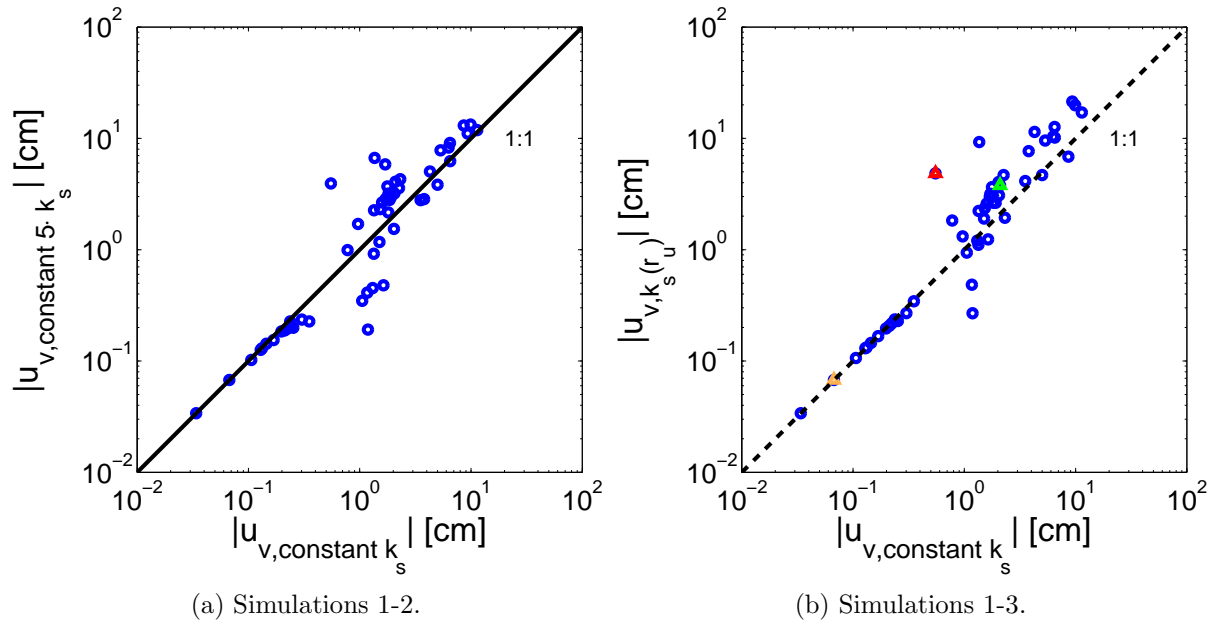 10^2
10^1
10^0
10^-1
10^-2
|u_v,constant 5· k_s| [cm]
1:1
10^-2 10^-1 10^0 10^1 10^2
|u_v,constant k_s| [cm]
(a) Simulations 1-2.
10^2
10^1
10^0
10^-1
10^-2
|u_v,k_s(r_u)| [cm]
1:1
10^-2 10^-1 10^0 10^1 10^2
|u_v,constant k_s| [cm]
(b) Simulations 1-3.